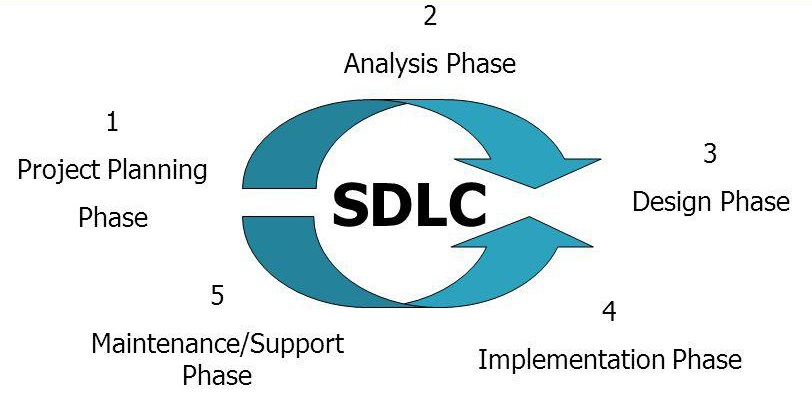 2
Analysis Phase
1
Project Planning
Phase
SDLC
3
Design Phase
5
Maintenance/Support
Phase
4
Implementation Phase